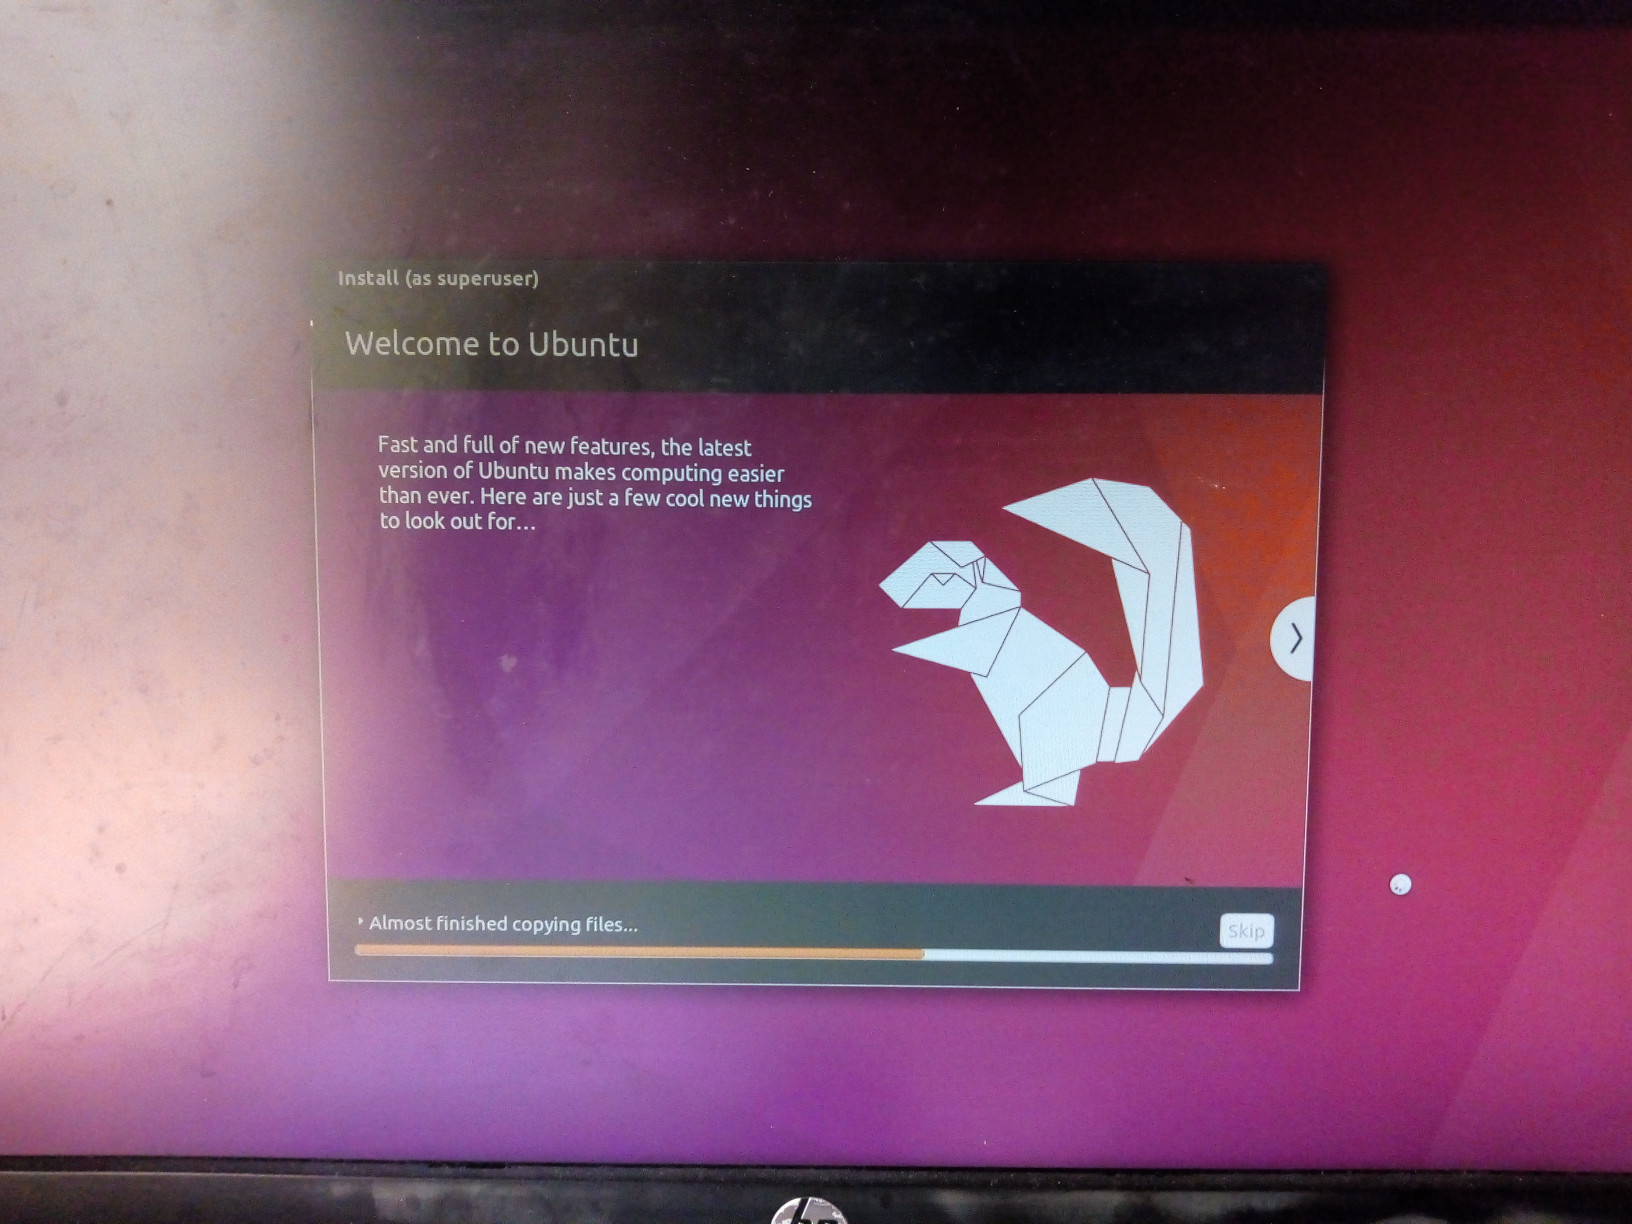 Install (as superuser)
Welcome to Ubuntu
Fast and full of new features, the latest
version of Ubuntu makes computing easier
than ever. Here are just a few cool new things
to look out for…
Almost finished copying files...
Skip
hp